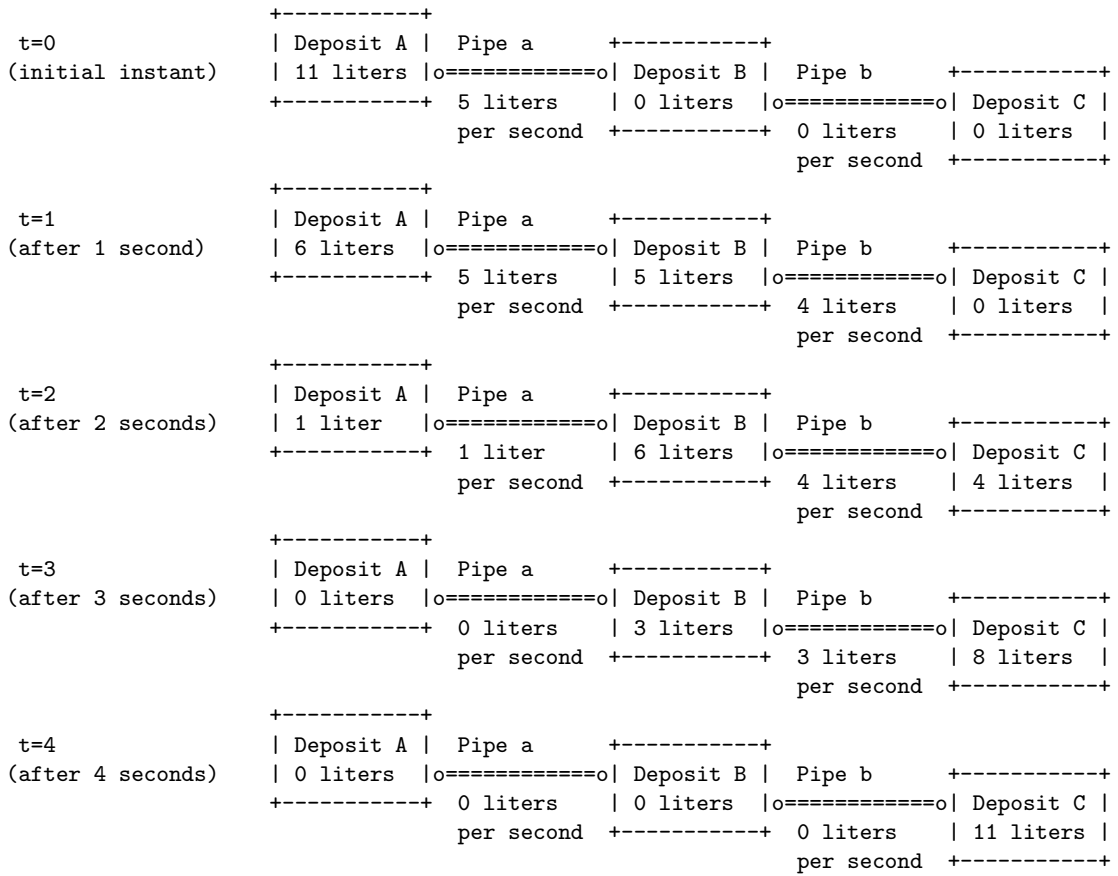 +-----------+
 t=0               | Deposit A |  Pipe a      +-----------+
(initial instant)  | 11 liters |o============o| Deposit B |  Pipe b      +-----------+
                   +-----------+  5 liters    | 0 liters  |o============o| Deposit C |
                                  per second  +-----------+  0 liters    | 0 liters  |
                                                             per second  +-----------+
                   +-----------+
 t=1               | Deposit A |  Pipe a      +-----------+
(after 1 second)   | 6 liters  |o============o| Deposit B |  Pipe b      +-----------+
                   +-----------+  5 liters    | 5 liters  |o============o| Deposit C |
                                  per second  +-----------+  4 liters    | 0 liters  |
                                                             per second  +-----------+
                   +-----------+
 t=2               | Deposit A |  Pipe a      +-----------+
(after 2 seconds)  | 1 liter   |o============o| Deposit B |  Pipe b      +-----------+
                   +-----------+  1 liter     | 6 liters  |o============o| Deposit C |
                                  per second  +-----------+  4 liters    | 4 liters  |
                                                             per second  +-----------+
                   +-----------+
 t=3               | Deposit A |  Pipe a      +-----------+
(after 3 seconds)  | 0 liters  |o============o| Deposit B |  Pipe b      +-----------+
                   +-----------+  0 liters    | 3 liters  |o============o| Deposit C |
                                  per second  +-----------+  3 liters    | 8 liters  |
                                                             per second  +-----------+
                   +-----------+
 t=4               | Deposit A |  Pipe a      +-----------+
(after 4 seconds)  | 0 liters  |o============o| Deposit B |  Pipe b      +-----------+
                   +-----------+  0 liters    | 0 liters  |o============o| Deposit C |
                                  per second  +-----------+  0 liters    | 11 liters |
                                                             per second  +-----------+